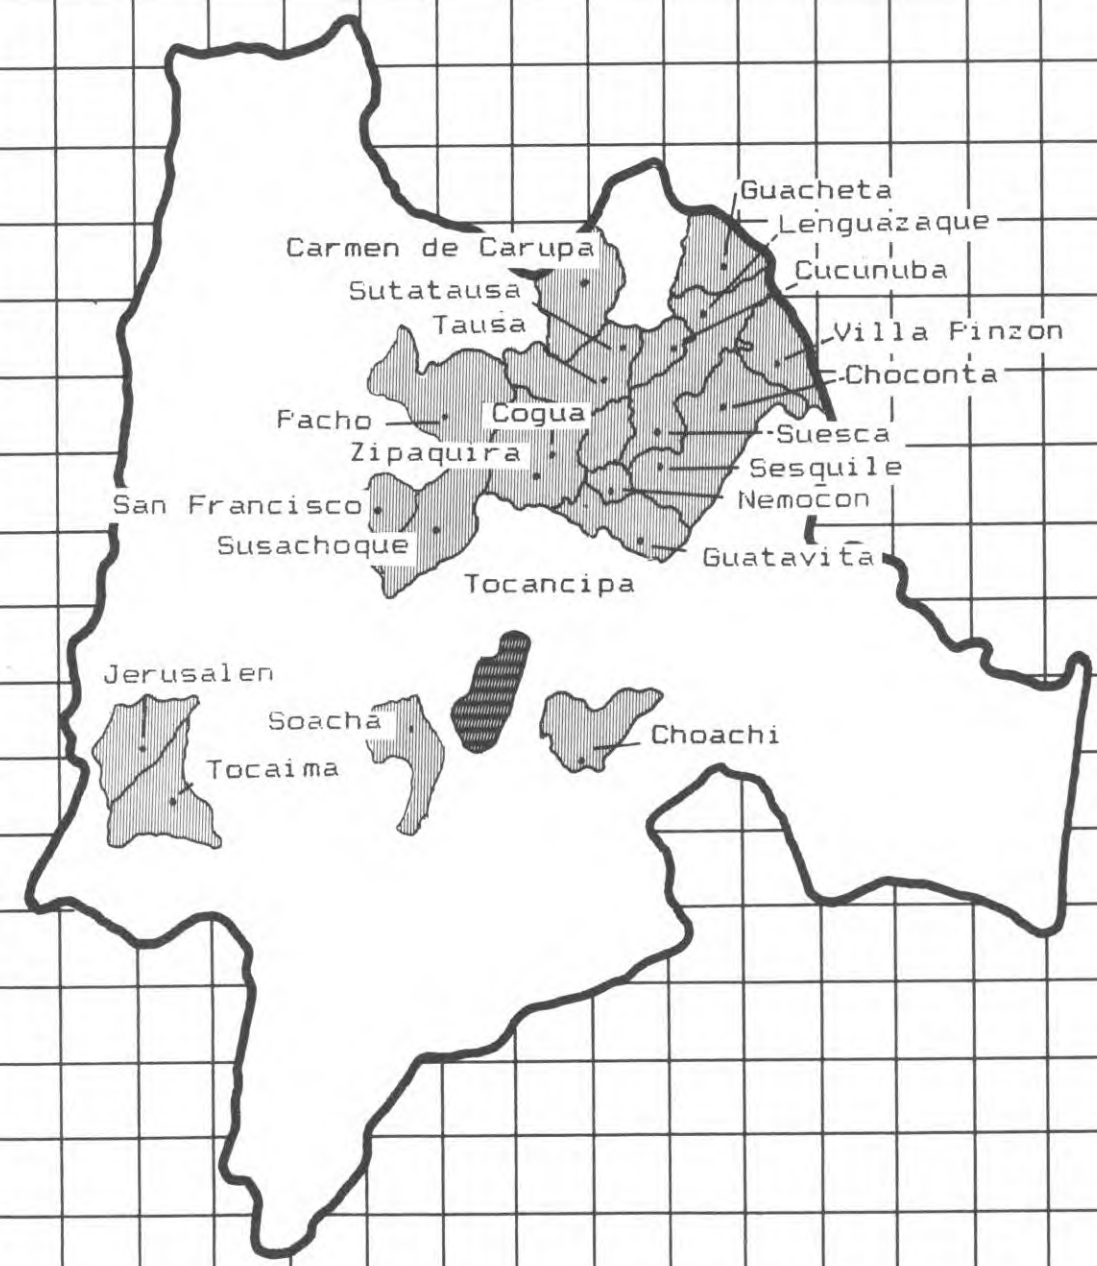 Guacheta
Lenguazaque
Carmen de Carupa
Cucunuba
Sutatausa
Tausa
Villa Pinzon
Choconta
Pacho
Cogua
Suesca
Zipaquira
Sesquile
Nemocon
San Francisco
Susachoque
Guatavita
Tocancipa
Jerusalen
Soacha
Choachi
Tocaima